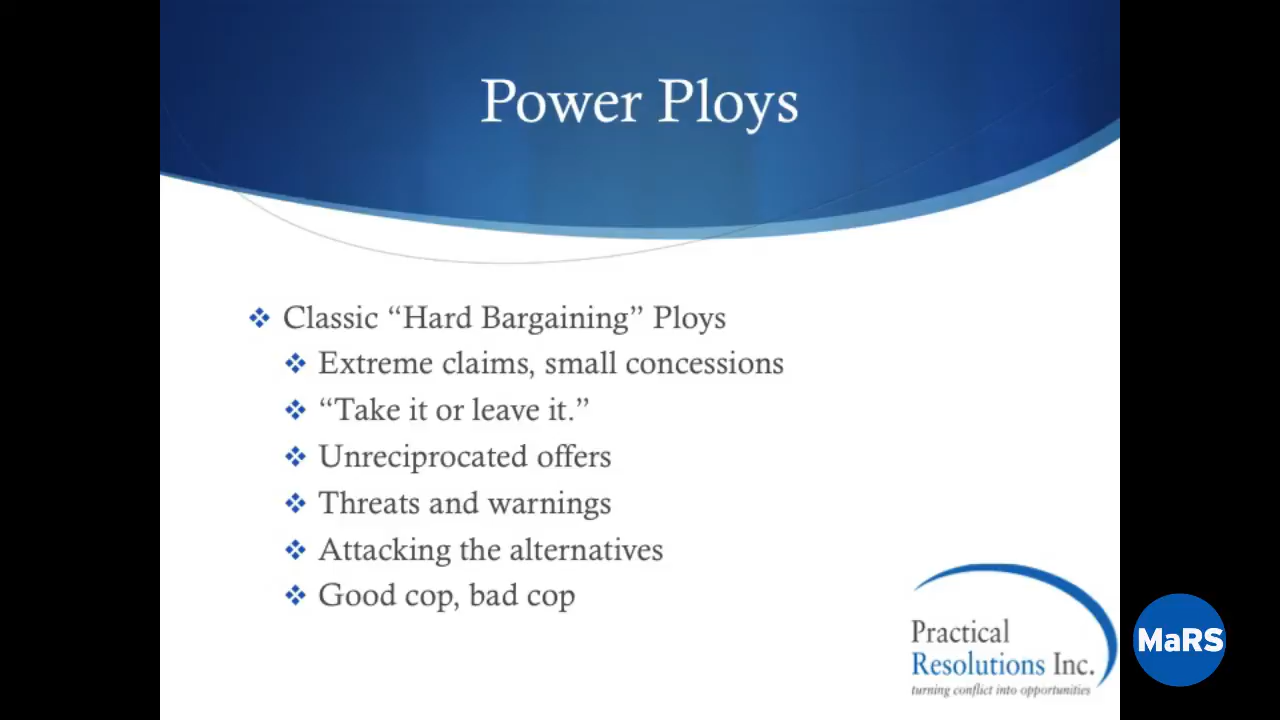 Power Ploys
Classic “Hard Bargaining” Ploys
Extreme claims, small concessions
“Take it or leave it.”
Unreciprocated offers
Threats and warnings
Attacking the alternatives
Good cop, bad cop
Practical
Resolutions Inc.
turning conflict into opportunities
MaRS